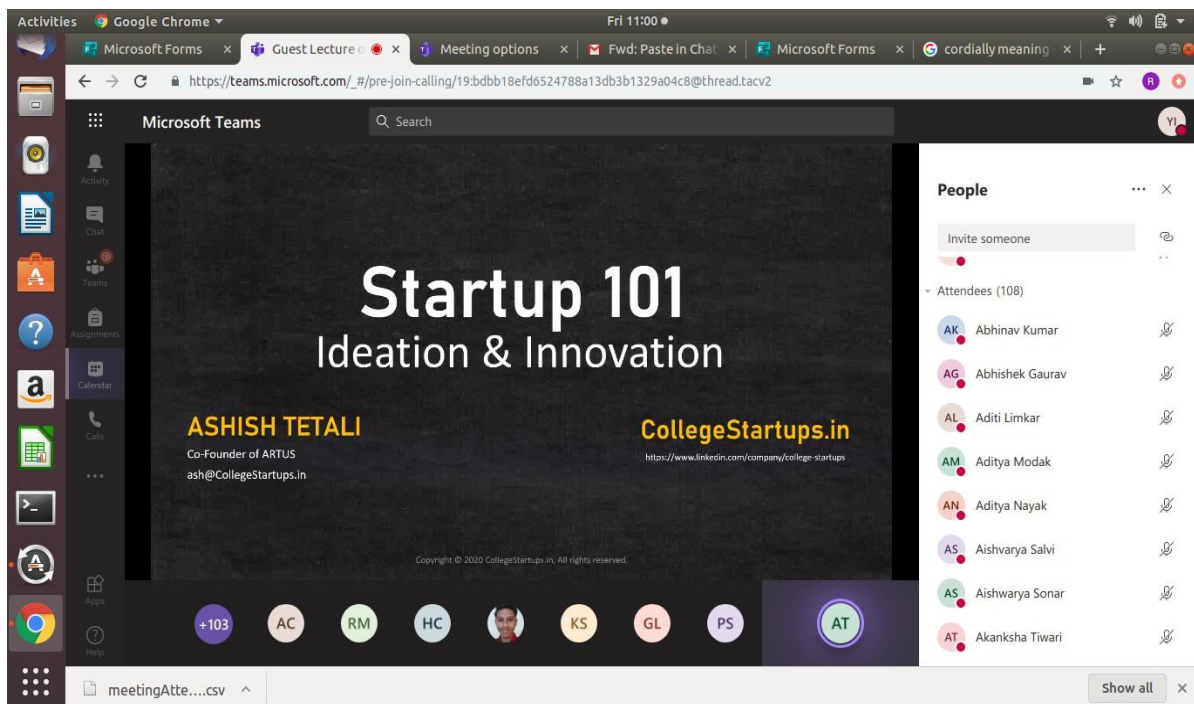 Activities Google Chrome ▾ Fri 11:00 ●
Microsoft Forms × Guest Lecture o × Meeting options × Fwd: Paste in Chat × Microsoft Forms × cordially meaning × +
https://teams.microsoft.com/_#/pre-join-calling/19:bdbb18efd6524788a13db3b1329a04c8@thread.tacv2 R
Microsoft Teams Search YI
Activity
Chat
Teams
Assignments
Calendar
Calls
Apps
Help
Startup 101
Ideation & Innovation
ASHISH TETALI
Co-Founder of ARTUS
ash@CollegeStartups.in
CollegeStartups.in
https://www.linkedin.com/company/college-startups
Copyright © 2020 CollegeStartups.in, All rights reserved.
+103 AC RM HC KS GL PS AT
People
Invite someone
Attendees (108)
AK Abhinav Kumar
AG Abhishek Gaurav
AL Aditi Limkar
AM Aditya Modak
AN Aditya Nayak
AS Aishvarya Salvi
AS Aishwarya Sonar
AT Akanksha Tiwari
meetingAtte....csv
Show all ×